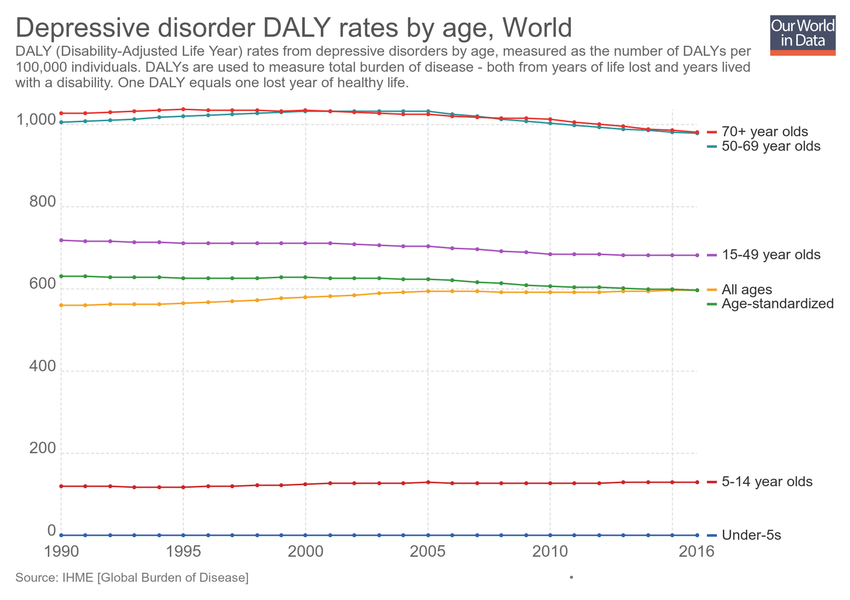 Depressive disorder DALY rates by age, World
Our World
in Data
DALY (Disability-Adjusted Life Year) rates from depressive disorders by age, measured as the number of DALYs per
100,000 individuals. DALYs are used to measure total burden of disease - both from years of life lost and years lived
with a disability. One DALY equals one lost year of healthy life.
1,000
800
600
400
200
0
70+ year olds
50-69 year olds
15-49 year olds
All ages
Age-standardized
5-14 year olds
Under-5s
1990 1995 2000 2005 2010 2016
Source: IHME [Global Burden of Disease]